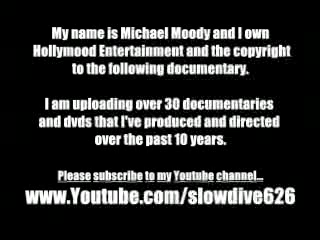 My name is Michael Moody and I own
Hollymood Entertainment and the copyright
to the following documentary.
I am uploading over 30 documentaries
and dvds that I've produced and directed
over the past 10 years.
Please subscribe to my Youtube channel...
www.Youtube.com/slowdive626